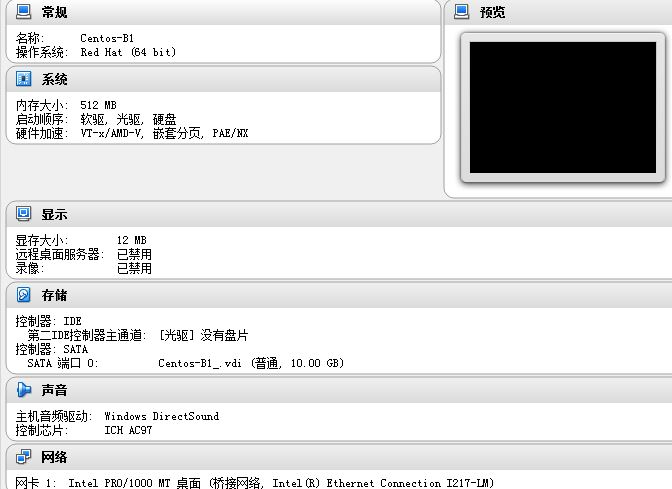 常规
名称: Centos-B1
操作系统: Red Hat (64 bit)
预览
系统
内存大小: 512 MB
启动顺序: 软驱, 光驱, 硬盘
硬件加速: VT-x/AMD-V, 嵌套分页, PAE/NX
显示
显存大小: 12 MB
远程桌面服务器: 已禁用
录像: 已禁用
存储
控制器: IDE
第二IDE控制器主通道: [光驱] 没有盘片
控制器: SATA
SATA 端口 0: Centos-B1_.vdi (普通, 10.00 GB)
声音
主机音频驱动: Windows DirectSound
控制芯片: ICH AC97
网络
网卡 1: Intel PRO/1000 MT 桌面 (桥接网络, Intel(R) Ethernet Connection I217-LM)